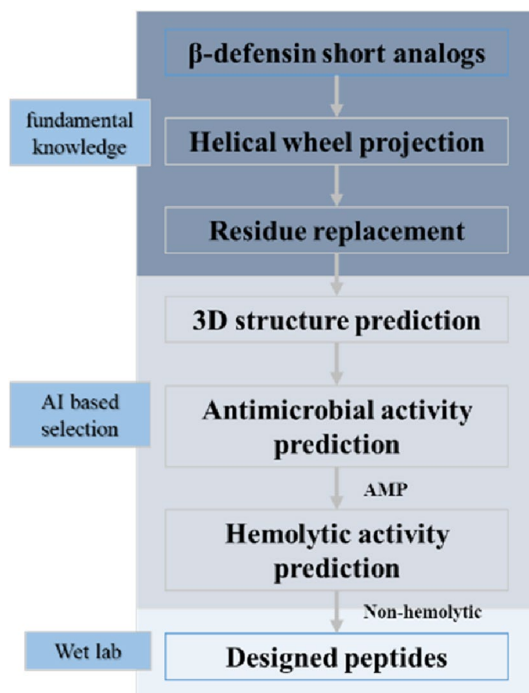 β-defensin short analogs
fundamental
knowledge
Helical wheel projection
Residue replacement
3D structure prediction
AI based
selection
Antimicrobial activity
prediction
AMP
Hemolytic activity
prediction
Non-hemolytic
Wet lab
Designed peptides